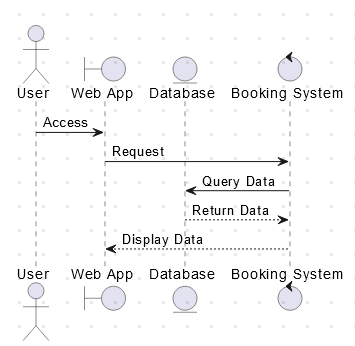 User Web App Database Booking System
Access
Request
Query Data
Return Data
Display Data
User Web App Database Booking System